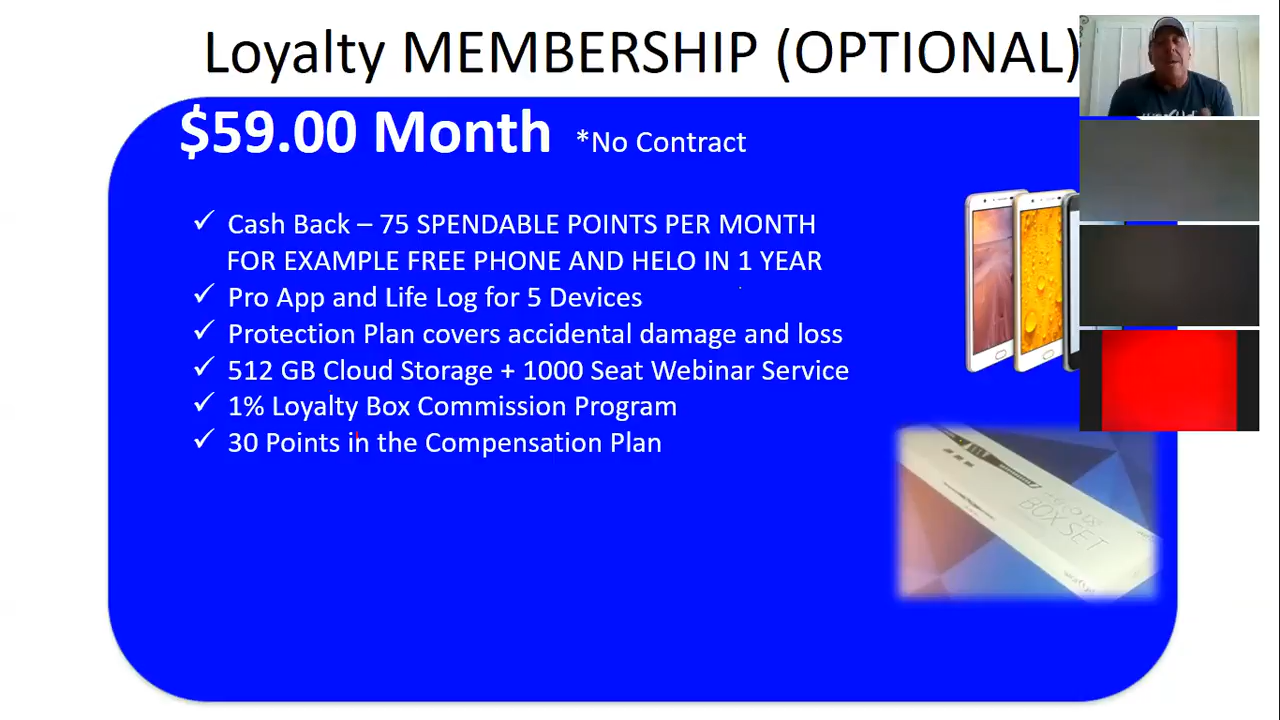 Loyalty MEMBERSHIP (OPTIONAL)
$59.00 Month *No Contract
✓ Cash Back – 75 SPENDABLE POINTS PER MONTH
FOR EXAMPLE FREE PHONE AND HELO IN 1 YEAR
✓ Pro App and Life Log for 5 Devices
✓ Protection Plan covers accidental damage and loss
✓ 512 GB Cloud Storage + 1000 Seat Webinar Service
✓ 1% Loyalty Box Commission Program
✓ 30 Points in the Compensation Plan
BOX SET